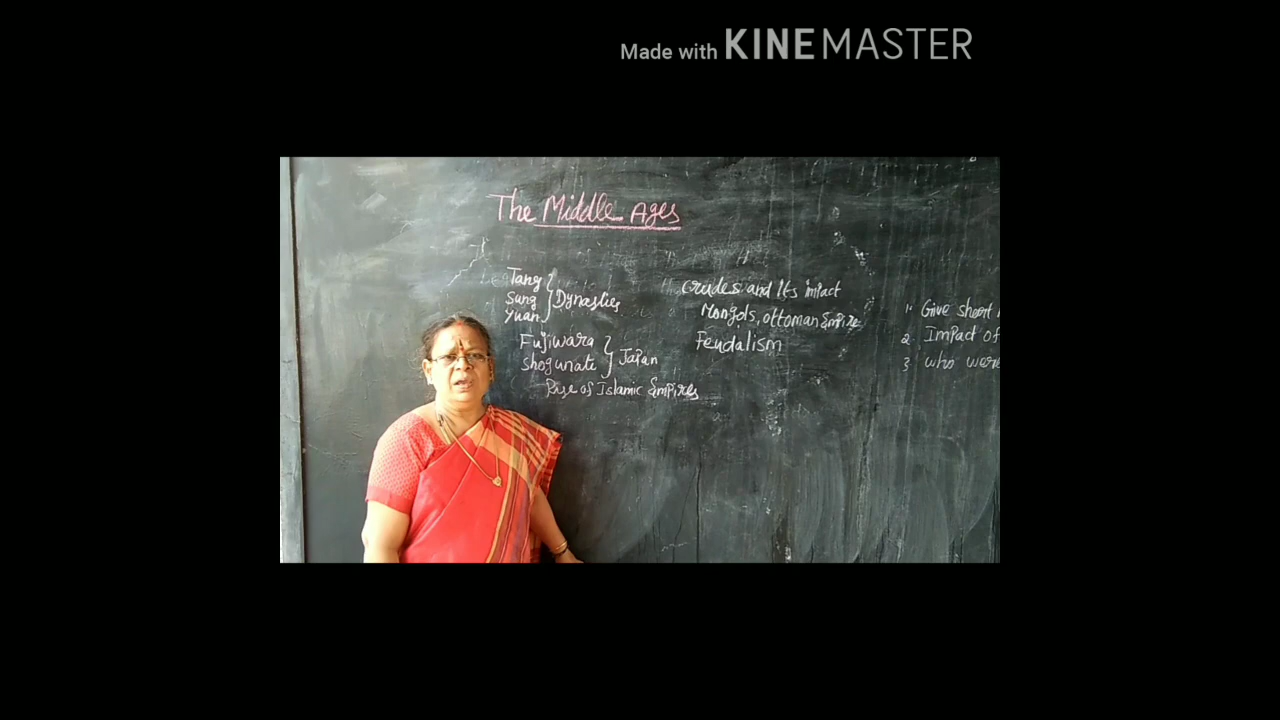 Made with KINEMASTER
The Middle Ages
Tang
Sung
Yuan
Dynasties
Fujiwara
Shogunate
Japan
Rise of Islamic Empires
Crudes and Its impact
Mongols, ottoman Empire
Feudalism
1. Give short
2. Impact of
3 who were